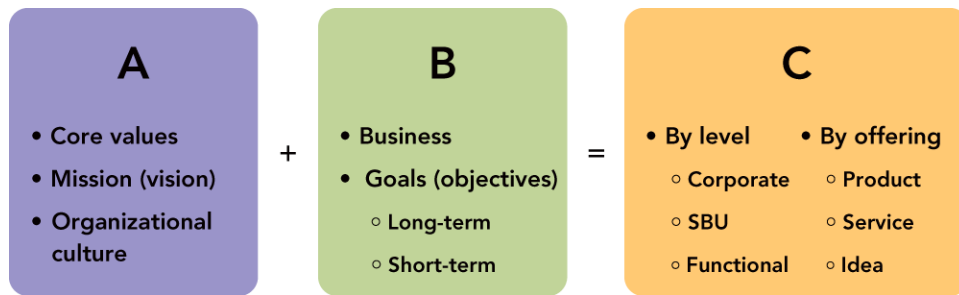 A
• Core values
• Mission (vision)
• Organizational
culture
+
B
• Business
• Goals (objectives)
○ Long-term
○ Short-term
=
C
• By level
○ Corporate
○ SBU
○ Functional
• By offering
○ Product
○ Service
○ Idea